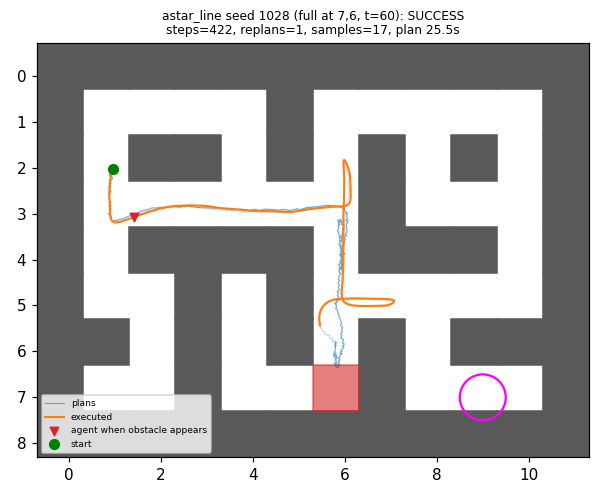 astar_line seed 1028 (full at 7,6, t=60): SUCCESS
steps=422, replans=1, samples=17, plan 25.5s
0
1
2
3
4
5
6
7
8
plans
executed
agent when obstacle appears
start
0
2
4
6
8
10